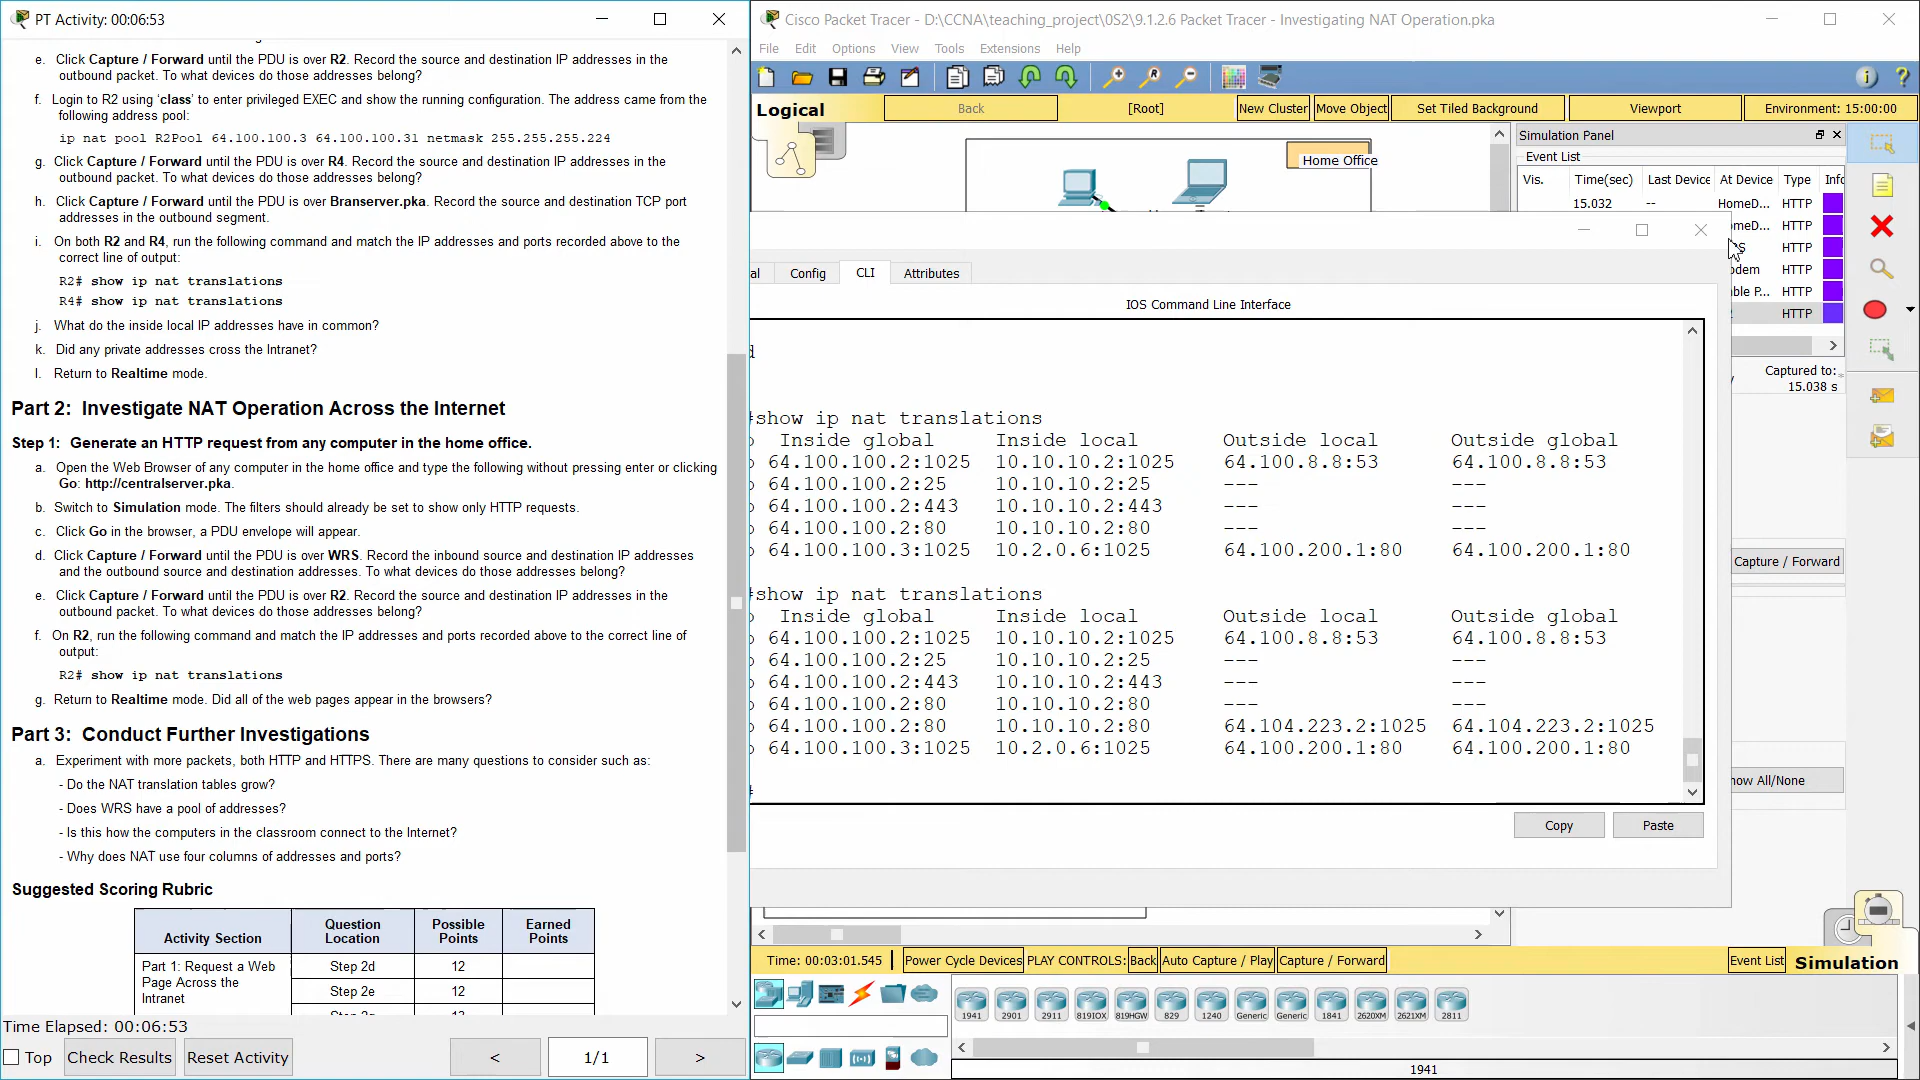 PT Activity: 00:06:53
e. Click Capture / Forward until the PDU is over R2. Record the source and destination IP addresses in the
outbound packet. To what devices do those addresses belong?
f. Login to R2 using 'class' to enter privileged EXEC and show the running configuration. The address came from the
following address pool:
ip nat pool R2Pool 64.100.100.3 64.100.100.31 netmask 255.255.255.224
g. Click Capture / Forward until the PDU is over R4. Record the source and destination IP addresses in the
outbound packet. To what devices do those addresses belong?
h. Click Capture / Forward until the PDU is over Branserver.pka. Record the source and destination TCP port
addresses in the outbound segment.
i. On both R2 and R4, run the following command and match the IP addresses and ports recorded above to the
correct line of output:
R2# show ip nat translations
R4# show ip nat translations
j. What do the inside local IP addresses have in common?
k. Did any private addresses cross the Intranet?
l. Return to Realtime mode.
Part 2: Investigate NAT Operation Across the Internet
Step 1: Generate an HTTP request from any computer in the home office.
a. Open the Web Browser of any computer in the home office and type the following without pressing enter or clicking
Go: http://centralserver.pka.
b. Switch to Simulation mode. The filters should already be set to show only HTTP requests.
c. Click Go in the browser, a PDU envelope will appear.
d. Click Capture / Forward until the PDU is over WRS. Record the inbound source and destination IP addresses
and the outbound source and destination addresses. To what devices do those addresses belong?
e. Click Capture / Forward until the PDU is over R2. Record the source and destination IP addresses in the
outbound packet. To what devices do those addresses belong?
f. On R2, run the following command and match the IP addresses and ports recorded above to the correct line of
output:
R2# show ip nat translations
g. Return to Realtime mode. Did all of the web pages appear in the browsers?
Part 3: Conduct Further Investigations
a. Experiment with more packets, both HTTP and HTTPS. There are many questions to consider such as:
- Do the NAT translation tables grow?
- Does WRS have a pool of addresses?
- Is this how the computers in the classroom connect to the Internet?
- Why does NAT use four columns of addresses and ports?
Suggested Scoring Rubric
Activity Section Question Location Possible Points Earned Points
Part 1: Request a Web Page Across the Intranet
Step 2d 12
Step 2e 12
Time Elapsed: 00:06:53
Top Check Results Reset Activity < 1/1 >
Cisco Packet Tracer - D:\CCNA\teaching_project\0S2\9.1.2.6 Packet Tracer - Investigating NAT Operation.pka
File Edit Options View Tools Extensions Help
Logical Back [Root] New Cluster Move Object Set Tiled Background Viewport Environment: 15:00:00
Home Office
Simulation Panel
Event List
Vis. Time(sec) Last Device At Device Type Info
15.032 -- HomeD... HTTP
omeD... HTTP
S HTTP
odem HTTP
ble P... HTTP
HTTP
Captured to:
15.038 s
Capture / Forward
how All/None
al Config CLI Attributes
IOS Command Line Interface
d
#show ip nat translations
Inside global Inside local Outside local Outside global
64.100.100.2:1025 10.10.10.2:1025 64.100.8.8:53 64.100.8.8:53
64.100.100.2:25 10.10.10.2:25 --- ---
64.100.100.2:443 10.10.10.2:443 --- ---
64.100.100.2:80 10.10.10.2:80 --- ---
64.100.100.3:1025 10.2.0.6:1025 64.100.200.1:80 64.100.200.1:80
#show ip nat translations
Inside global Inside local Outside local Outside global
64.100.100.2:1025 10.10.10.2:1025 64.100.8.8:53 64.100.8.8:53
64.100.100.2:25 10.10.10.2:25 --- ---
64.100.100.2:443 10.10.10.2:443 --- ---
64.100.100.2:80 10.10.10.2:80 --- ---
64.100.100.2:80 10.10.10.2:80 64.104.223.2:1025 64.104.223.2:1025
64.100.100.3:1025 10.2.0.6:1025 64.100.200.1:80 64.100.200.1:80
#
Copy Paste
Time: 00:03:01.545 Power Cycle Devices PLAY CONTROLS: Back Auto Capture / Play Capture / Forward Event List Simulation
1941 2901 2911 819IOX 819HGW 829 1240 Generic Generic 1841 2620XM 2621XM 2811
1941